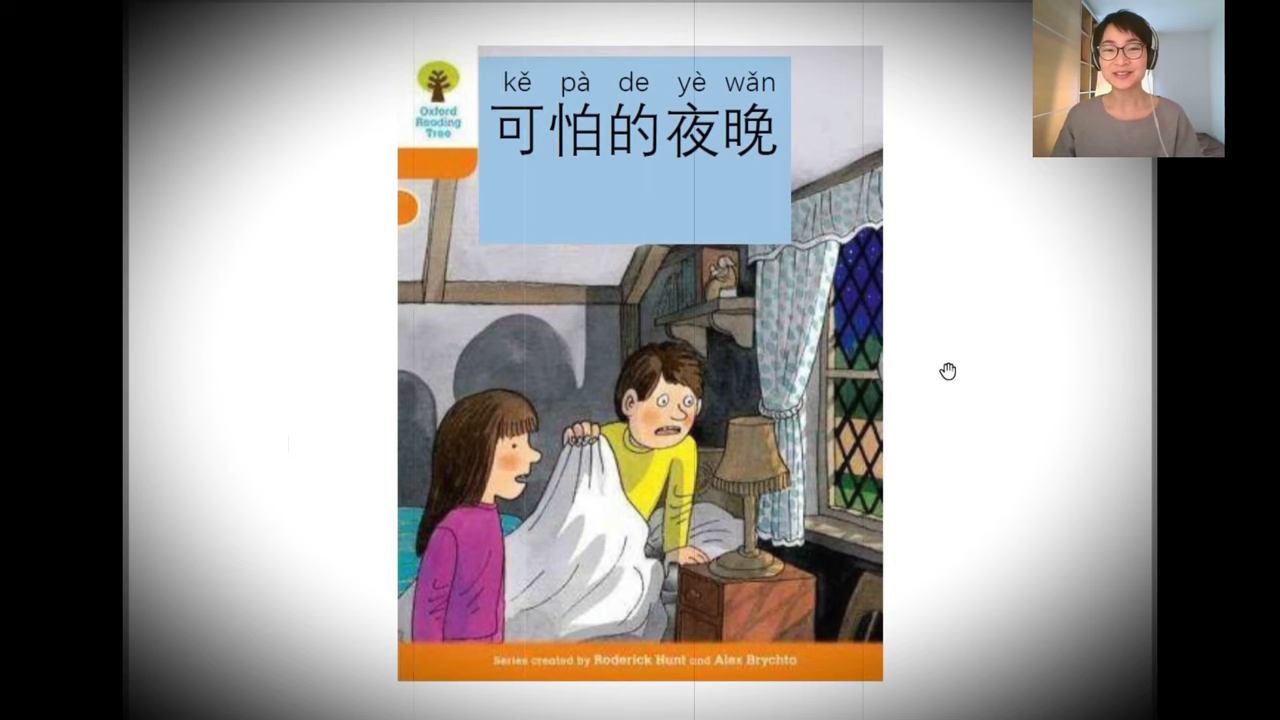 Oxford
Reading
Tree
kě pà de yè wǎn
可怕的夜晚
Series created by Roderick Hunt and Alex Brychta